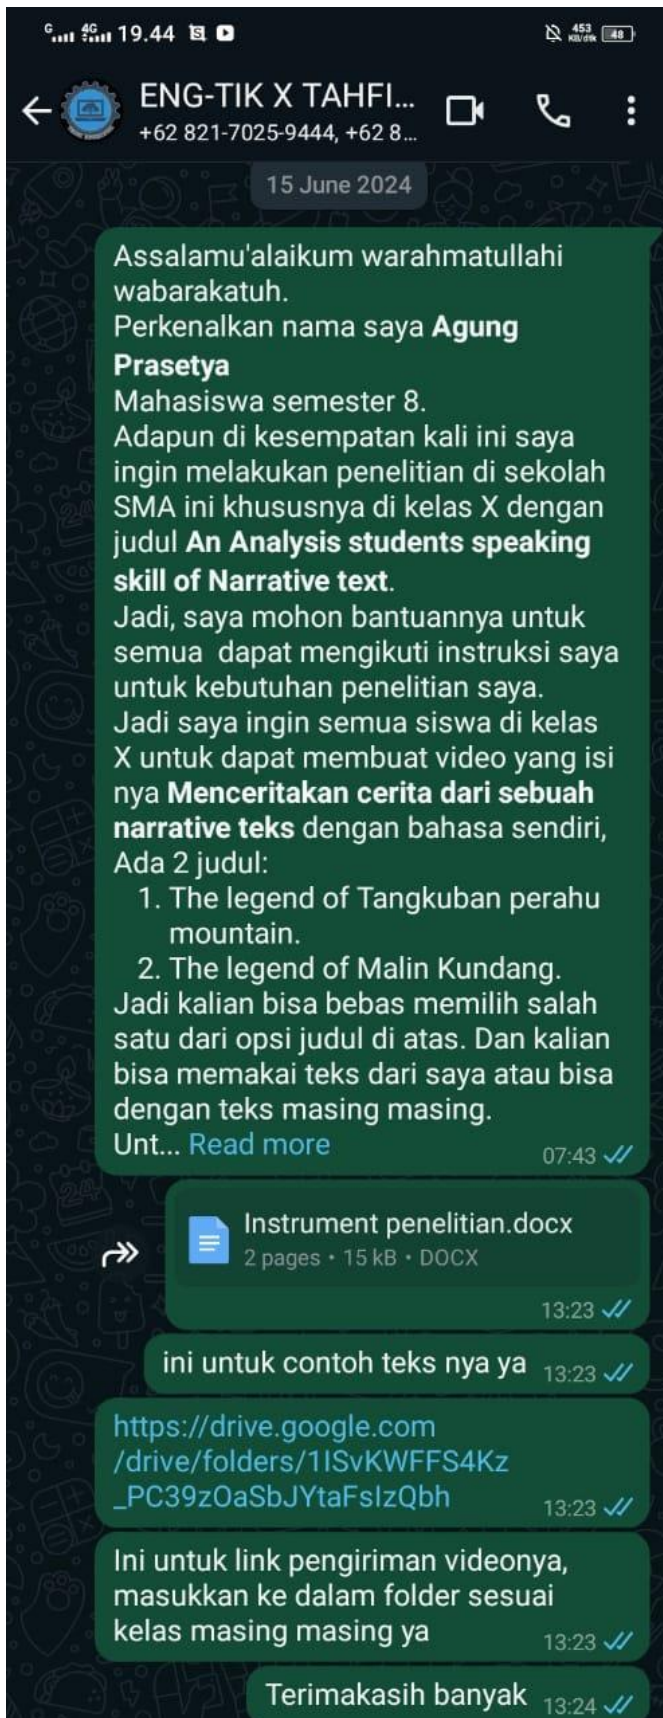 G 4G 19.44 453 KB/dtk 48
ENG-TIK X TAHFI...
+62 821-7025-9444, +62 8...
15 June 2024
Assalamu'alaikum warahmatullahi
wabarakatuh.
Perkenalkan nama saya Agung
Prasetya
Mahasiswa semester 8.
Adapun di kesempatan kali ini saya
ingin melakukan penelitian di sekolah
SMA ini khususnya di kelas X dengan
judul An Analysis students speaking
skill of Narrative text.
Jadi, saya mohon bantuannya untuk
semua  dapat mengikuti instruksi saya
untuk kebutuhan penelitian saya.
Jadi saya ingin semua siswa di kelas
X untuk dapat membuat video yang isi
nya Menceritakan cerita dari sebuah
narrative teks dengan bahasa sendiri,
Ada 2 judul:
1. The legend of Tangkuban perahu
mountain.
2. The legend of Malin Kundang.
Jadi kalian bisa bebas memilih salah
satu dari opsi judul di atas. Dan kalian
bisa memakai teks dari saya atau bisa
dengan teks masing masing.
Unt... Read more 07:43
Instrument penelitian.docx
2 pages • 15 kB • DOCX
13:23
ini untuk contoh teks nya ya 13:23
https://drive.google.com
/drive/folders/1ISvKWFFS4Kz
_PC39zOaSbJYtaFsIzQbh 13:23
Ini untuk link pengiriman videonya,
masukkan ke dalam folder sesuai
kelas masing masing ya 13:23
Terimakasih banyak 13:24